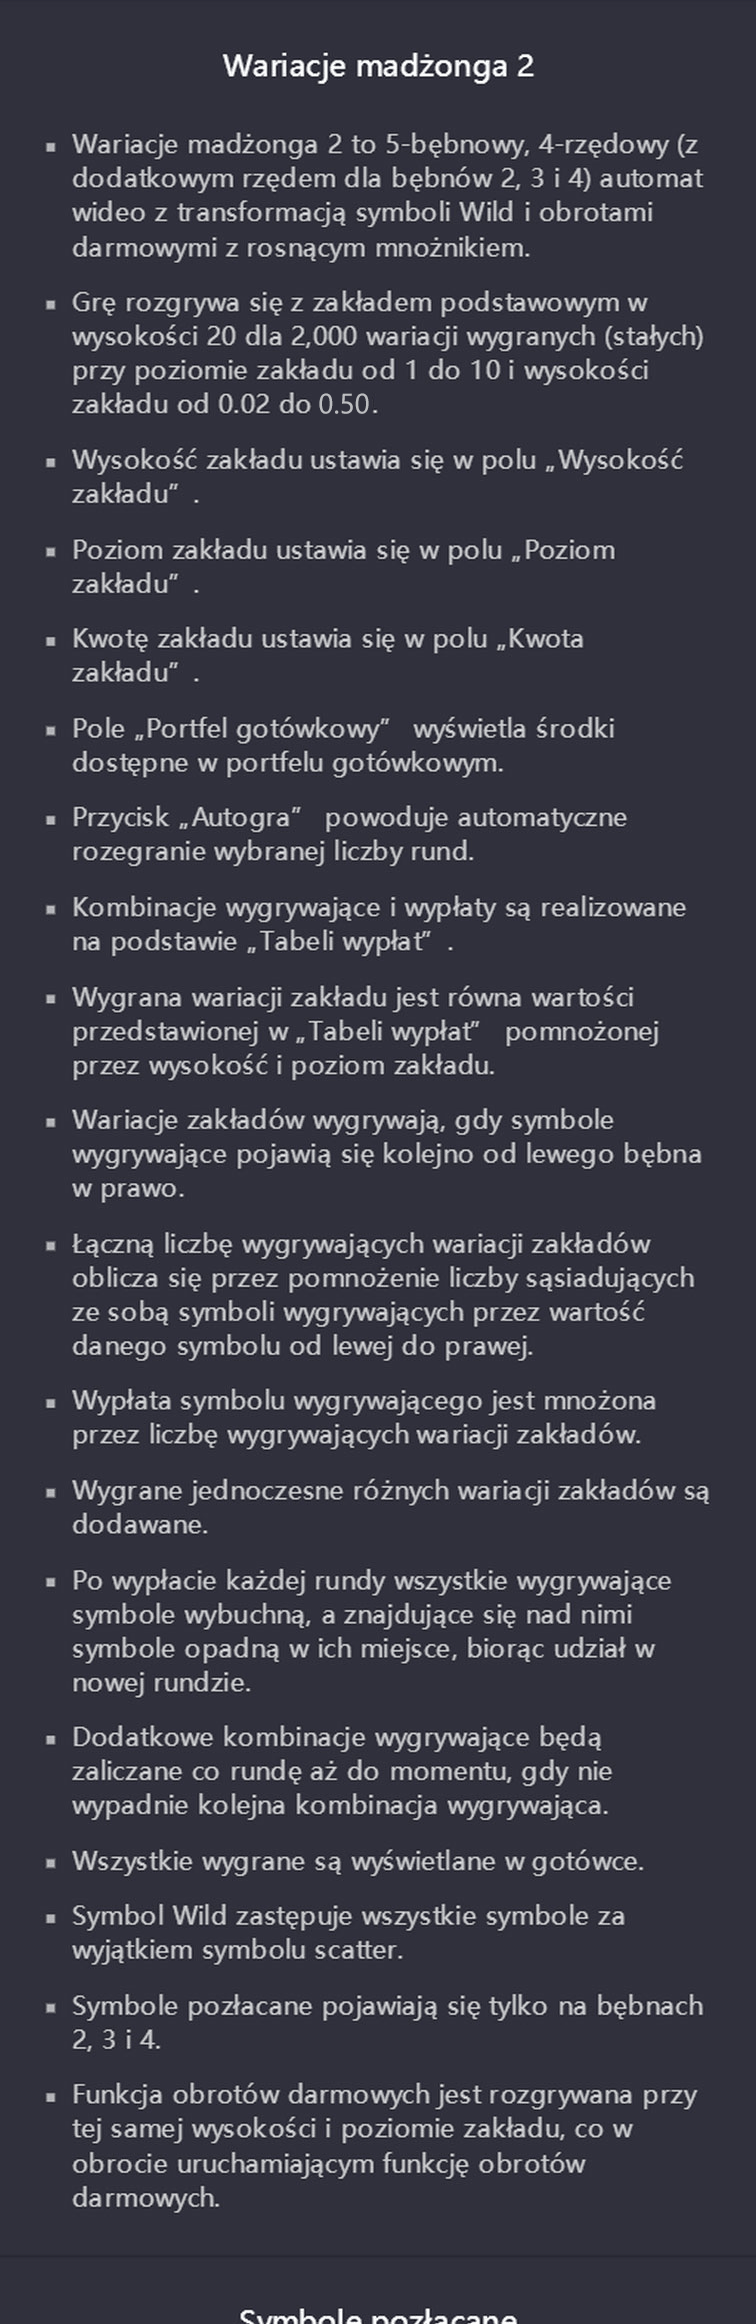 Wariacje madżonga 2
▪ Wariacje madżonga 2 to 5-bębnowy, 4-rzędowy (z
dodatkowym rzędem dla bębnów 2, 3 i 4) automat
wideo z transformacją symboli Wild i obrotami
darmowymi z rosnącym mnożnikiem.
▪ Grę rozgrywa się z zakładem podstawowym w
wysokości 20 dla 2,000 wariacji wygranych (stałych)
przy poziomie zakładu od 1 do 10 i wysokości
zakładu od 0.02 do 0.50.
▪ Wysokość zakładu ustawia się w polu „Wysokość
zakładu” .
▪ Poziom zakładu ustawia się w polu „Poziom
zakładu” .
▪ Kwotę zakładu ustawia się w polu „Kwota
zakładu” .
▪ Pole „Portfel gotówkowy” wyświetla środki
dostępne w portfelu gotówkowym.
▪ Przycisk „Autogra” powoduje automatyczne
rozegranie wybranej liczby rund.
▪ Kombinacje wygrywające i wypłaty są realizowane
na podstawie „Tabeli wypłat” .
▪ Wygrana wariacji zakładu jest równa wartości
przedstawionej w „Tabeli wypłat” pomnożonej
przez wysokość i poziom zakładu.
▪ Wariacje zakładów wygrywają, gdy symbole
wygrywające pojawią się kolejno od lewego bębna
w prawo.
▪ Łączną liczbę wygrywających wariacji zakładów
oblicza się przez pomnożenie liczby sąsiadujących
ze sobą symboli wygrywających przez wartość
danego symbolu od lewej do prawej.
▪ Wypłata symbolu wygrywającego jest mnożona
przez liczbę wygrywających wariacji zakładów.
▪ Wygrane jednoczesne różnych wariacji zakładów są
dodawane.
▪ Po wypłacie każdej rundy wszystkie wygrywające
symbole wybuchną, a znajdujące się nad nimi
symbole opadną w ich miejsce, biorąc udział w
nowej rundzie.
▪ Dodatkowe kombinacje wygrywające będą
zaliczane co rundę aż do momentu, gdy nie
wypadnie kolejna kombinacja wygrywająca.
▪ Wszystkie wygrane są wyświetlane w gotówce.
▪ Symbol Wild zastępuje wszystkie symbole za
wyjątkiem symbolu scatter.
▪ Symbole pozłacane pojawiają się tylko na bębnach
2, 3 i 4.
▪ Funkcja obrotów darmowych jest rozgrywana przy
tej samej wysokości i poziomie zakładu, co w
obrocie uruchamiającym funkcję obrotów
darmowych.
Symbole pozłacane